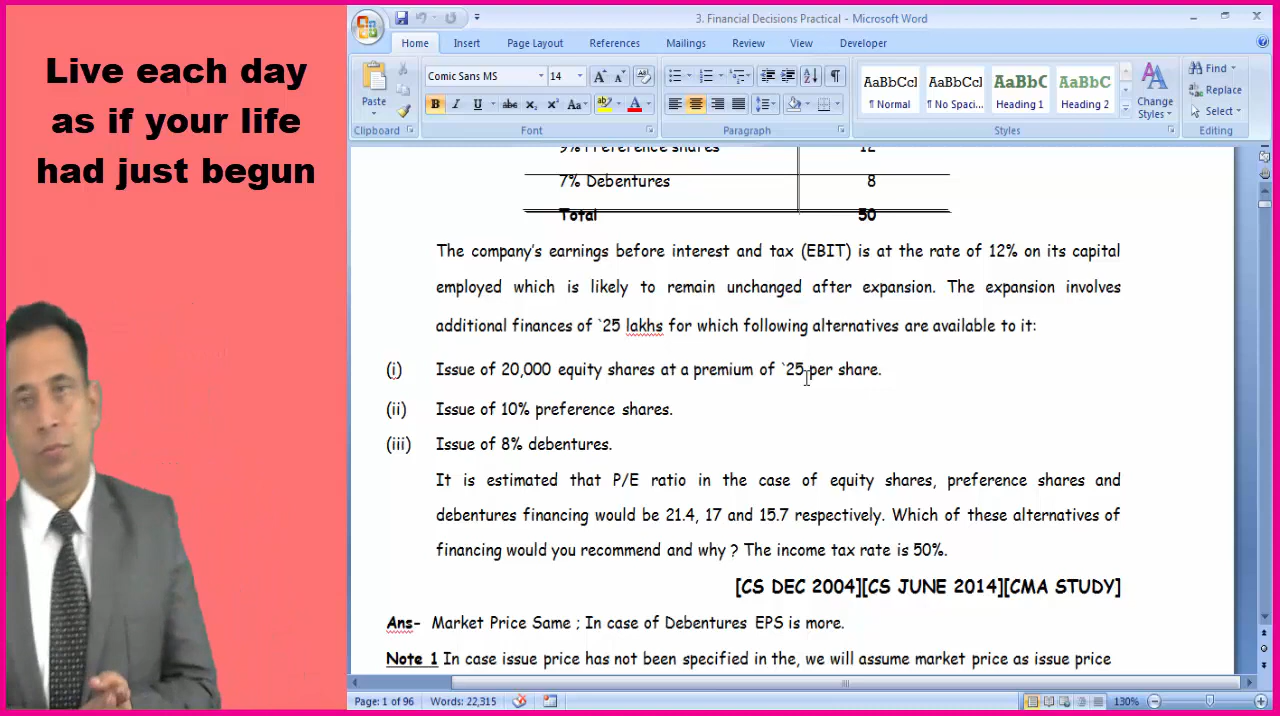 Live each day
as if your life
had just begun
3. Financial Decisions Practical - Microsoft Word
Home Insert Page Layout References Mailings Review View Developer
Paste
Comic Sans MS 14
AaBbCcI AaBbCcI AaBbC AaBbCc
¶ Normal ¶ No Spaci... Heading 1 Heading 2
Change
Styles
Find
Replace
Select
Clipboard Font Paragraph Styles Editing
9% Preference shares 12
7% Debentures 8
Total 50
The company's earnings before interest and tax (EBIT) is at the rate of 12% on its capital
employed which is likely to remain unchanged after expansion. The expansion involves
additional finances of `25 lakhs for which following alternatives are available to it:
(i) Issue of 20,000 equity shares at a premium of `25 per share.
(ii) Issue of 10% preference shares.
(iii) Issue of 8% debentures.
It is estimated that P/E ratio in the case of equity shares, preference shares and
debentures financing would be 21.4, 17 and 15.7 respectively. Which of these alternatives of
financing would you recommend and why ? The income tax rate is 50%.
[CS DEC 2004][CS JUNE 2014][CMA STUDY]
Ans- Market Price Same ; In case of Debentures EPS is more.
Note 1 In case issue price has not been specified in the, we will assume market price as issue price
Page: 1 of 96 Words: 22,315 130%